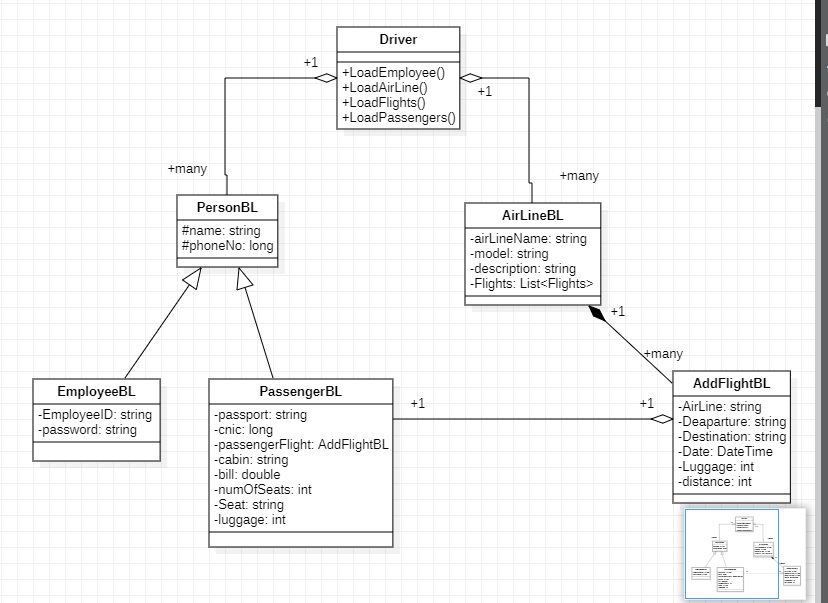 Driver
+LoadEmployee()
+LoadAirLine()
+LoadFlights()
+LoadPassengers()
+1
+1
+many
+many
PersonBL
#name: string
#phoneNo: long
AirLineBL
-airLineName: string
-model: string
-description: string
-Flights: List<Flights>
+1
+many
EmployeeBL
-EmployeeID: string
-password: string
PassengerBL
-passport: string
-cnic: long
-passengerFlight: AddFlightBL
-cabin: string
-bill: double
-numOfSeats: int
-Seat: string
-luggage: int
+1
+1
AddFlightBL
-AirLine: string
-Deaparture: string
-Destination: string
-Date: DateTime
-Luggage: int
-distance: int